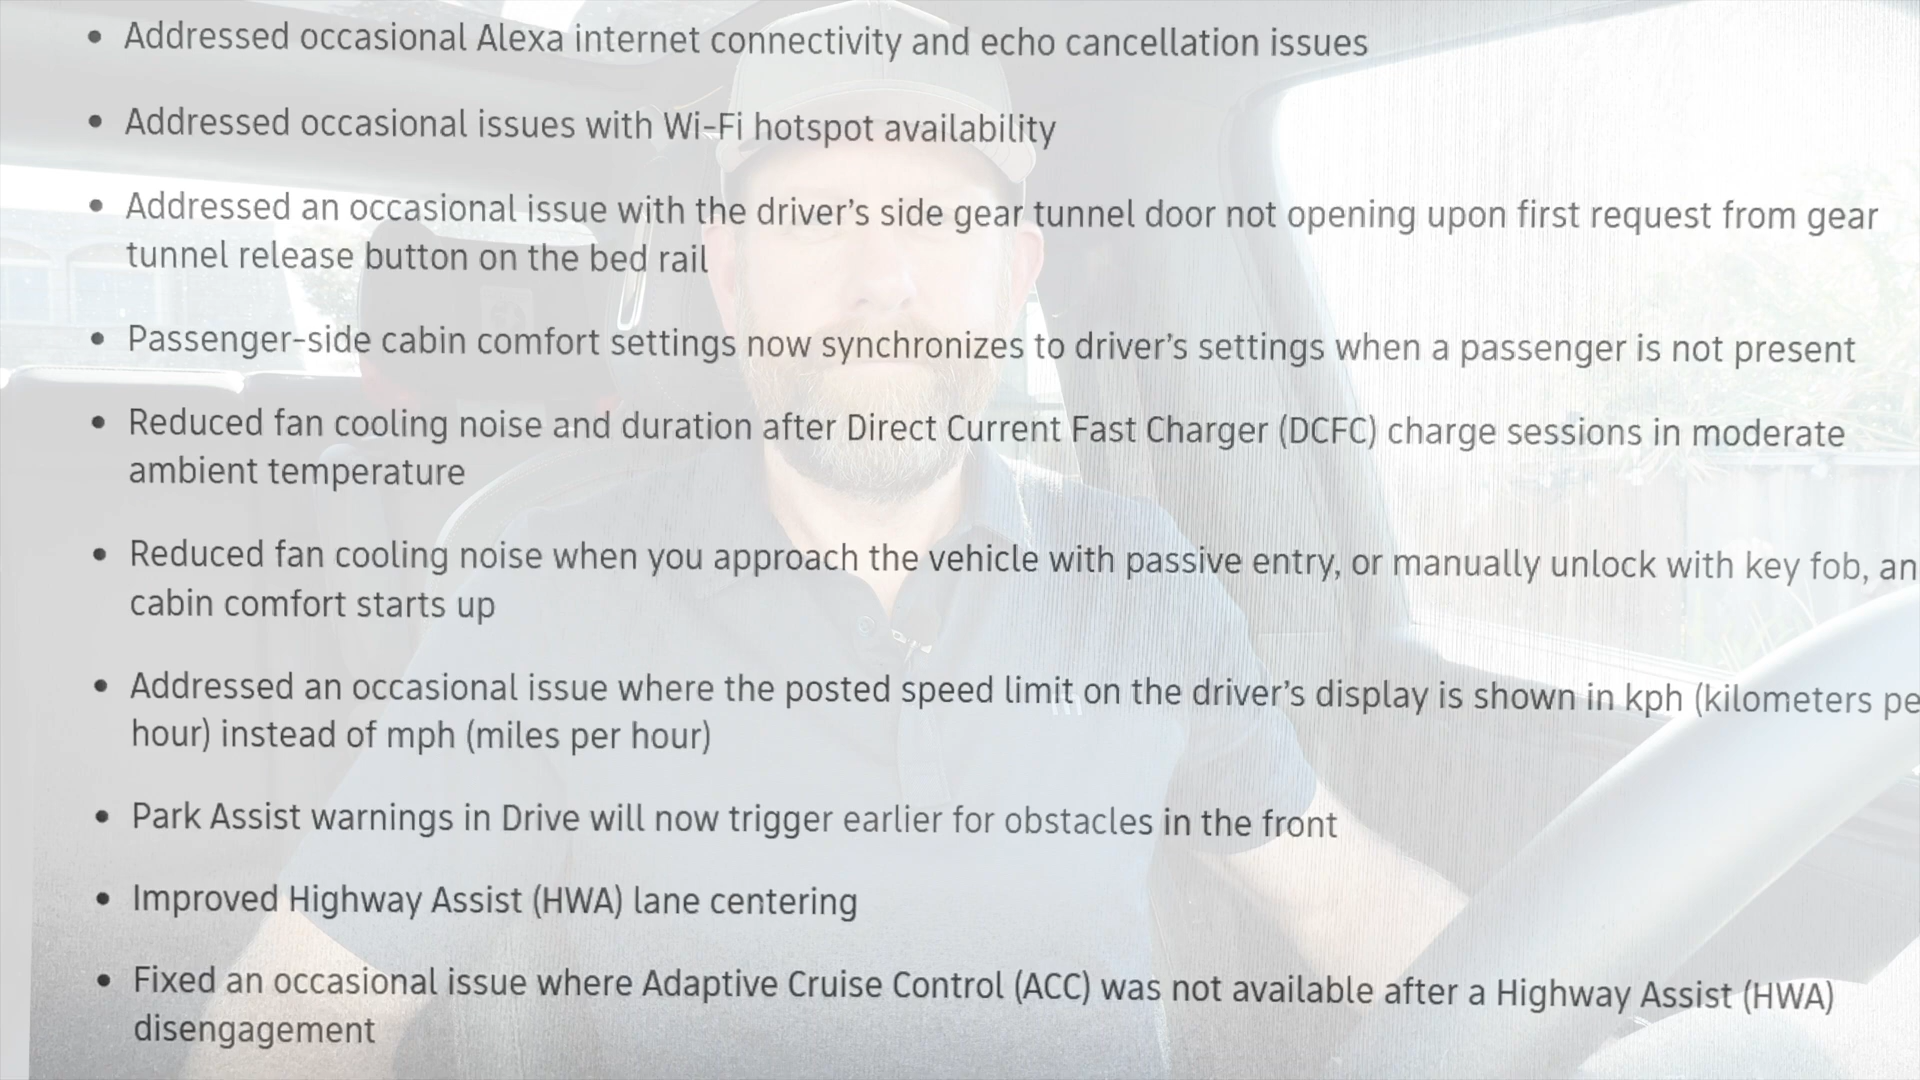 • Addressed occasional Alexa internet connectivity and echo cancellation issues
• Addressed occasional issues with Wi-Fi hotspot availability
• Addressed an occasional issue with the driver's side gear tunnel door not opening upon first request from gear
tunnel release button on the bed rail
• Passenger-side cabin comfort settings now synchronizes to driver's settings when a passenger is not present
• Reduced fan cooling noise and duration after Direct Current Fast Charger (DCFC) charge sessions in moderate
ambient temperature
• Reduced fan cooling noise when you approach the vehicle with passive entry, or manually unlock with key fob, an
cabin comfort starts up
• Addressed an occasional issue where the posted speed limit on the driver's display is shown in kph (kilometers pe
hour) instead of mph (miles per hour)
• Park Assist warnings in Drive will now trigger earlier for obstacles in the front
• Improved Highway Assist (HWA) lane centering
• Fixed an occasional issue where Adaptive Cruise Control (ACC) was not available after a Highway Assist (HWA)
disengagement